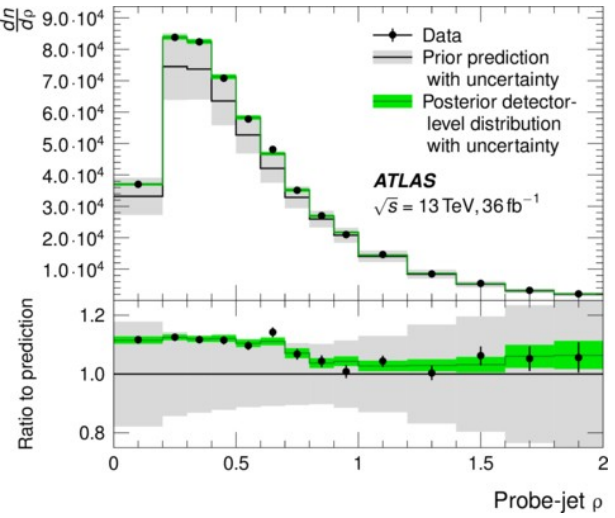 dn
dρ
9.0·10⁴
8.0·10⁴
7.0·10⁴
6.0·10⁴
5.0·10⁴
4.0·10⁴
3.0·10⁴
2.0·10⁴
1.0·10⁴
Data
Prior prediction
with uncertainty
Posterior detector-
level distribution
with uncertainty
ATLAS
√s = 13 TeV, 36 fb⁻¹
Ratio to prediction
1.2
1.0
0.8
0 0.5 1 1.5 2
Probe-jet ρ